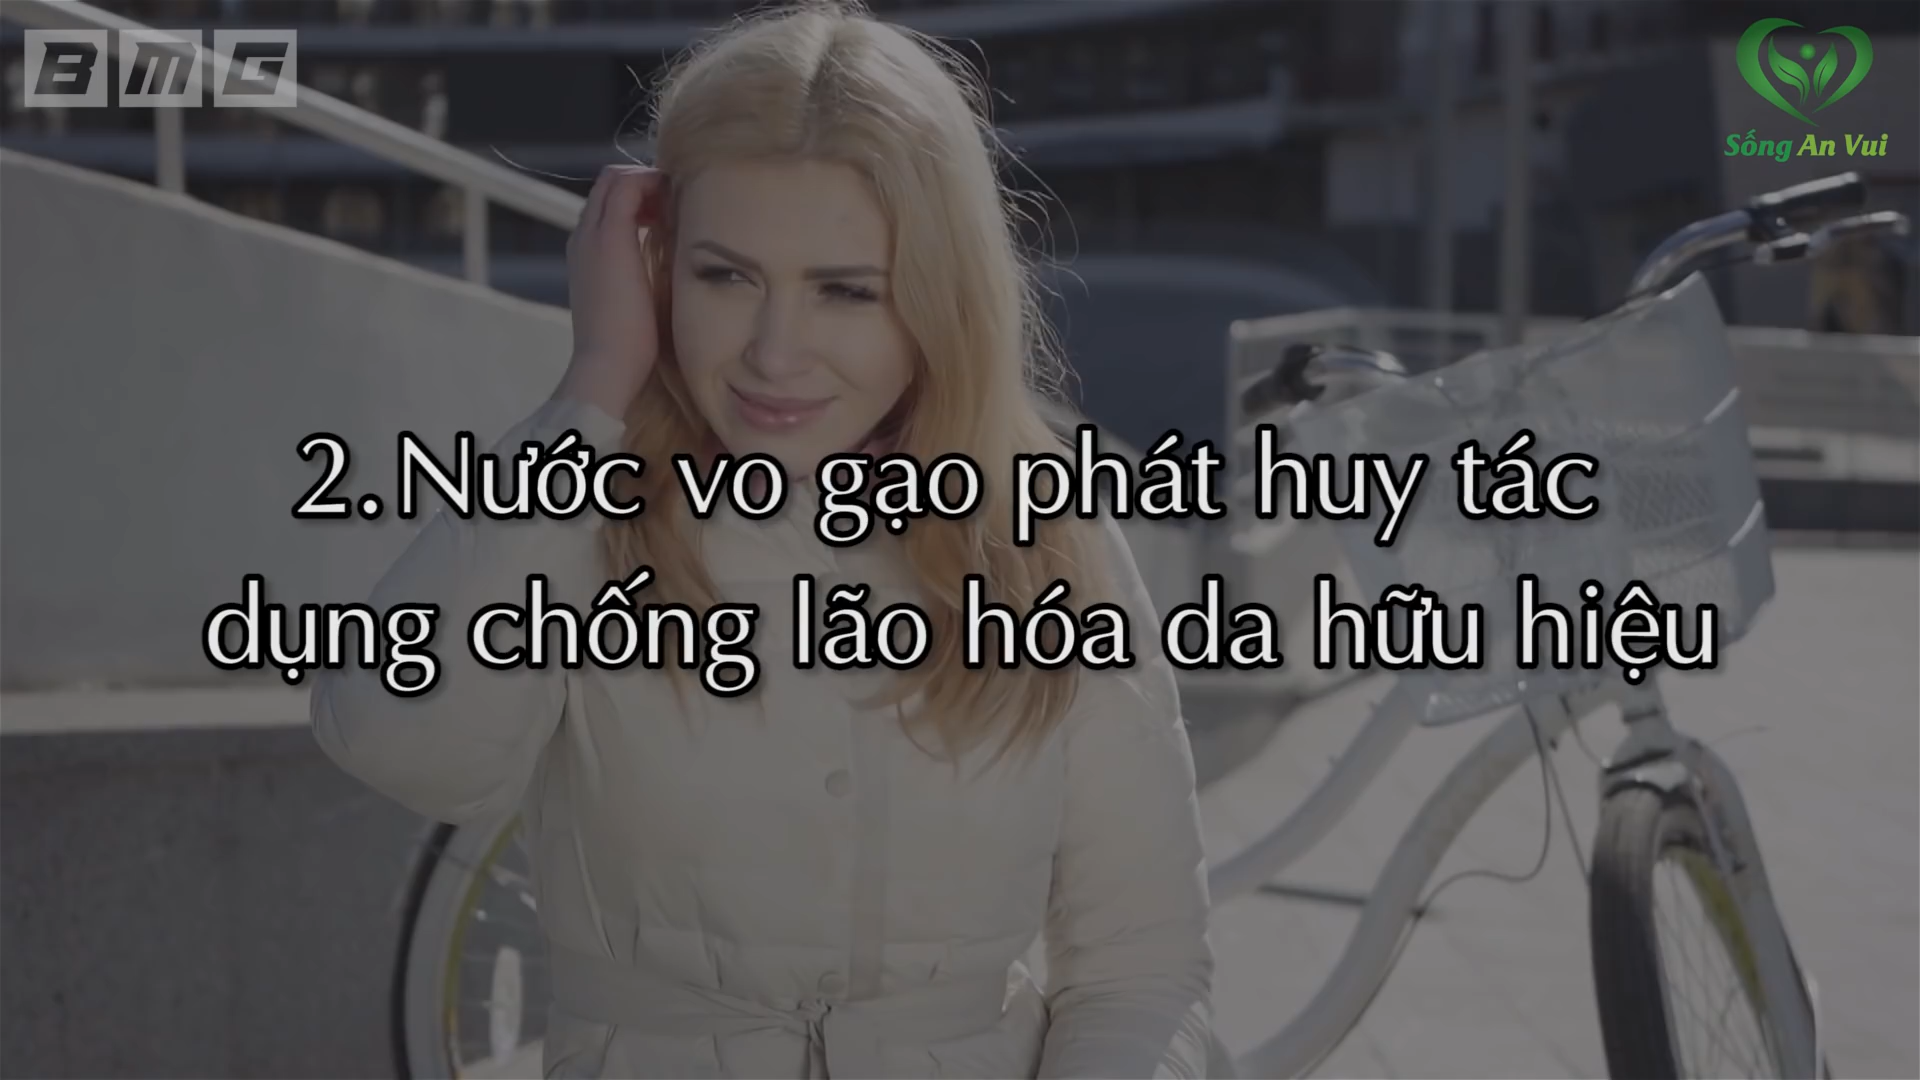 BMG
Sống An Vui
2. Nước vo gạo phát huy tác
dụng chống lão hóa da hữu hiệu